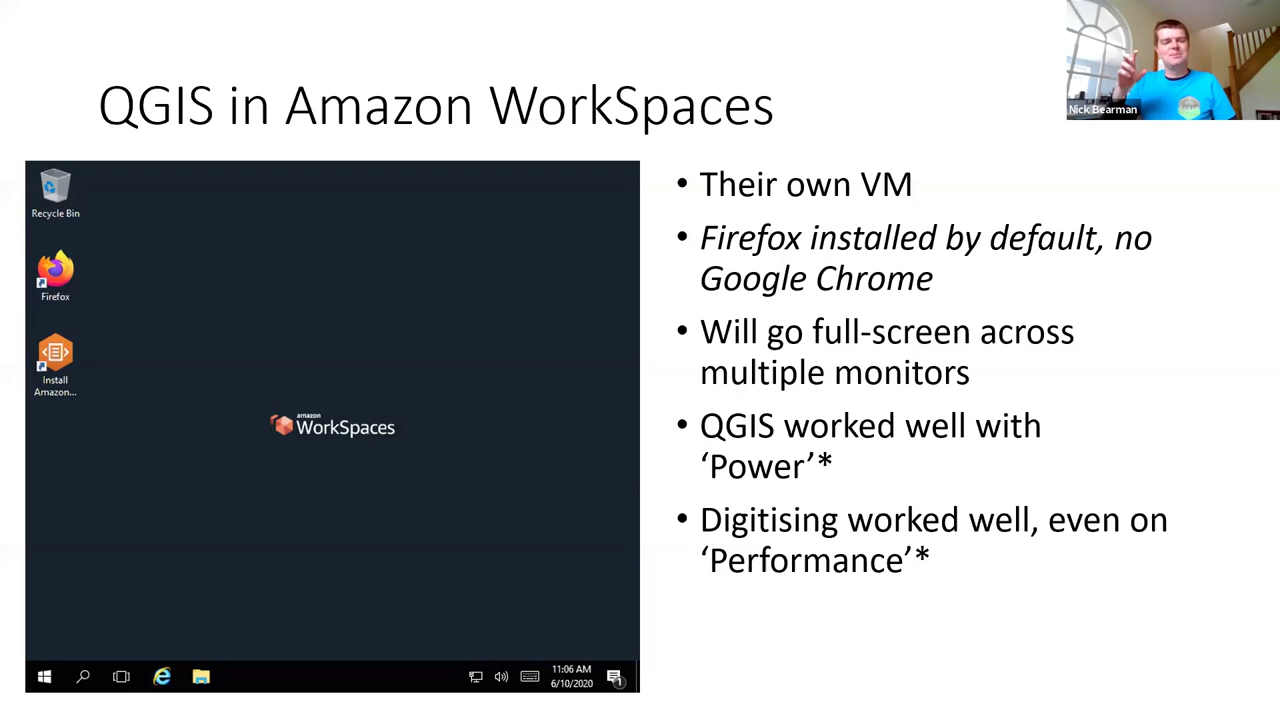 QGIS in Amazon WorkSpaces
Nick Bearman
Recycle Bin
Firefox
Install
Amazon...
amazon
WorkSpaces
11:06 AM
6/10/2020
1
• Their own VM
• Firefox installed by default, no
Google Chrome
• Will go full-screen across
multiple monitors
• QGIS worked well with
‘Power’*
• Digitising worked well, even on
‘Performance’*